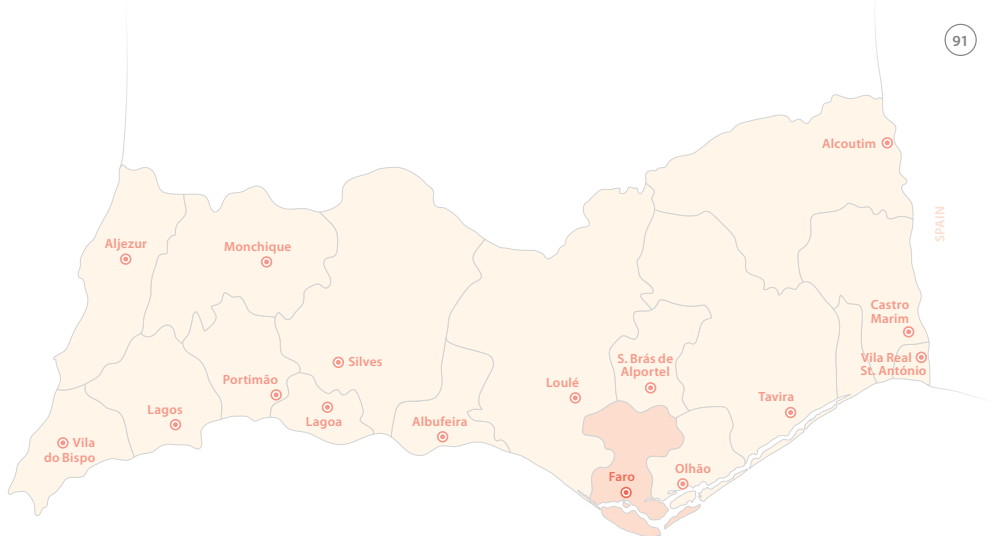 91
Alcoutim
SPAIN
Aljezur
Monchique
Castro
Marim
Vila Real
St. António
Silves
S. Brás de
Alportel
Portimão
Loulé
Tavira
Lagos
Lagoa
Albufeira
Vila
do Bispo
Olhão
Faro